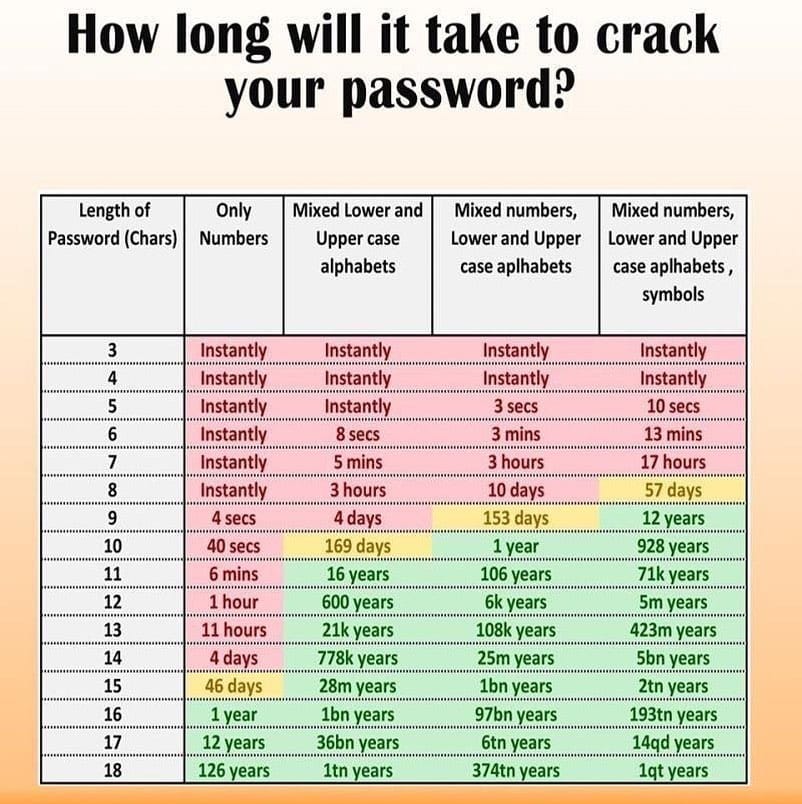 How long will it take to crack
your password?
Length of Password (Chars) | Only Numbers | Mixed Lower and Upper case alphabets | Mixed numbers, Lower and Upper case aplhabets | Mixed numbers, Lower and Upper case aplhabets , symbols
3 | Instantly | Instantly | Instantly | Instantly
4 | Instantly | Instantly | Instantly | Instantly
5 | Instantly | Instantly | 3 secs | 10 secs
6 | Instantly | 8 secs | 3 mins | 13 mins
7 | Instantly | 5 mins | 3 hours | 17 hours
8 | Instantly | 3 hours | 10 days | 57 days
9 | 4 secs | 4 days | 153 days | 12 years
10 | 40 secs | 169 days | 1 year | 928 years
11 | 6 mins | 16 years | 106 years | 71k years
12 | 1 hour | 600 years | 6k years | 5m years
13 | 11 hours | 21k years | 108k years | 423m years
14 | 4 days | 778k years | 25m years | 5bn years
15 | 46 days | 28m years | 1bn years | 2tn years
16 | 1 year | 1bn years | 97bn years | 193tn years
17 | 12 years | 36bn years | 6tn years | 14qd years
18 | 126 years | 1tn years | 374tn years | 1qt years